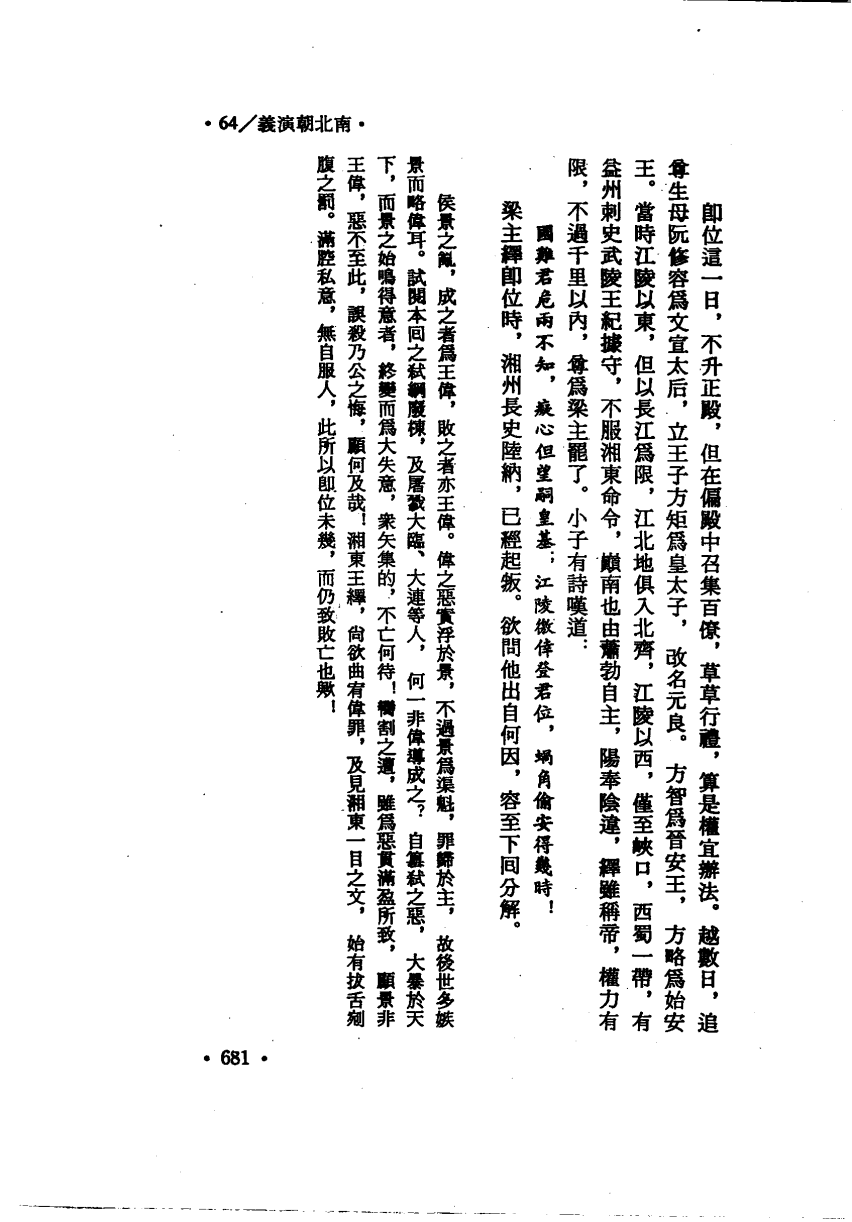 •64／義演朝北南•
卽位這一日，不升正殿，但在偏殿中召集百僚，草草行禮，算是權宜辦法。越數日，追
尊生母阮修容爲文宣太后，立王子方矩爲皇太子，改名元良。方智爲晉安王，方略爲始安
王。當時江陵以東，但以長江爲限，江北地俱入北齊，江陵以西，僅至峽口，西蜀一帶，有
益州刺史武陵王紀據守，不服湘東命令，嶺南也由蕭勃自主，陽奉陰違，繹雖稱帝，權力有
限，不過千里以內，尊爲梁主罷了。小子有詩嘆道：
國難君危兩不知，癡心但望嗣皇基；江陵徼倖登君位，蝸角偷安得幾時！
梁主繹卽位時，湘州長史陸納，已經起叛。欲問他出自何因，容至下回分解。
侯景之亂，成之者爲王偉，敗之者亦王偉。偉之惡實浮於景，不過景爲渠魁，罪歸於主，故後世多嫉
景而略偉耳。試閱本回之弒綱廢棟，及屠戮大臨、大連等人，何一非偉導成之？自篡弒之惡，大暴於天
下，而景之始鳴得意者，終變而爲大失意，衆矢集的，不亡何待！臠割之遭，雖爲惡貫滿盈所致，顧景非
王偉，惡不至此，誤殺乃公之悔，顧何及哉！湘東王繹，尙欲曲宥偉罪，及見湘東一目之文，始有拔舌剜
腹之罰。滿腔私意，無自服人，此所以卽位未幾，而仍致敗亡也歟！
•681•